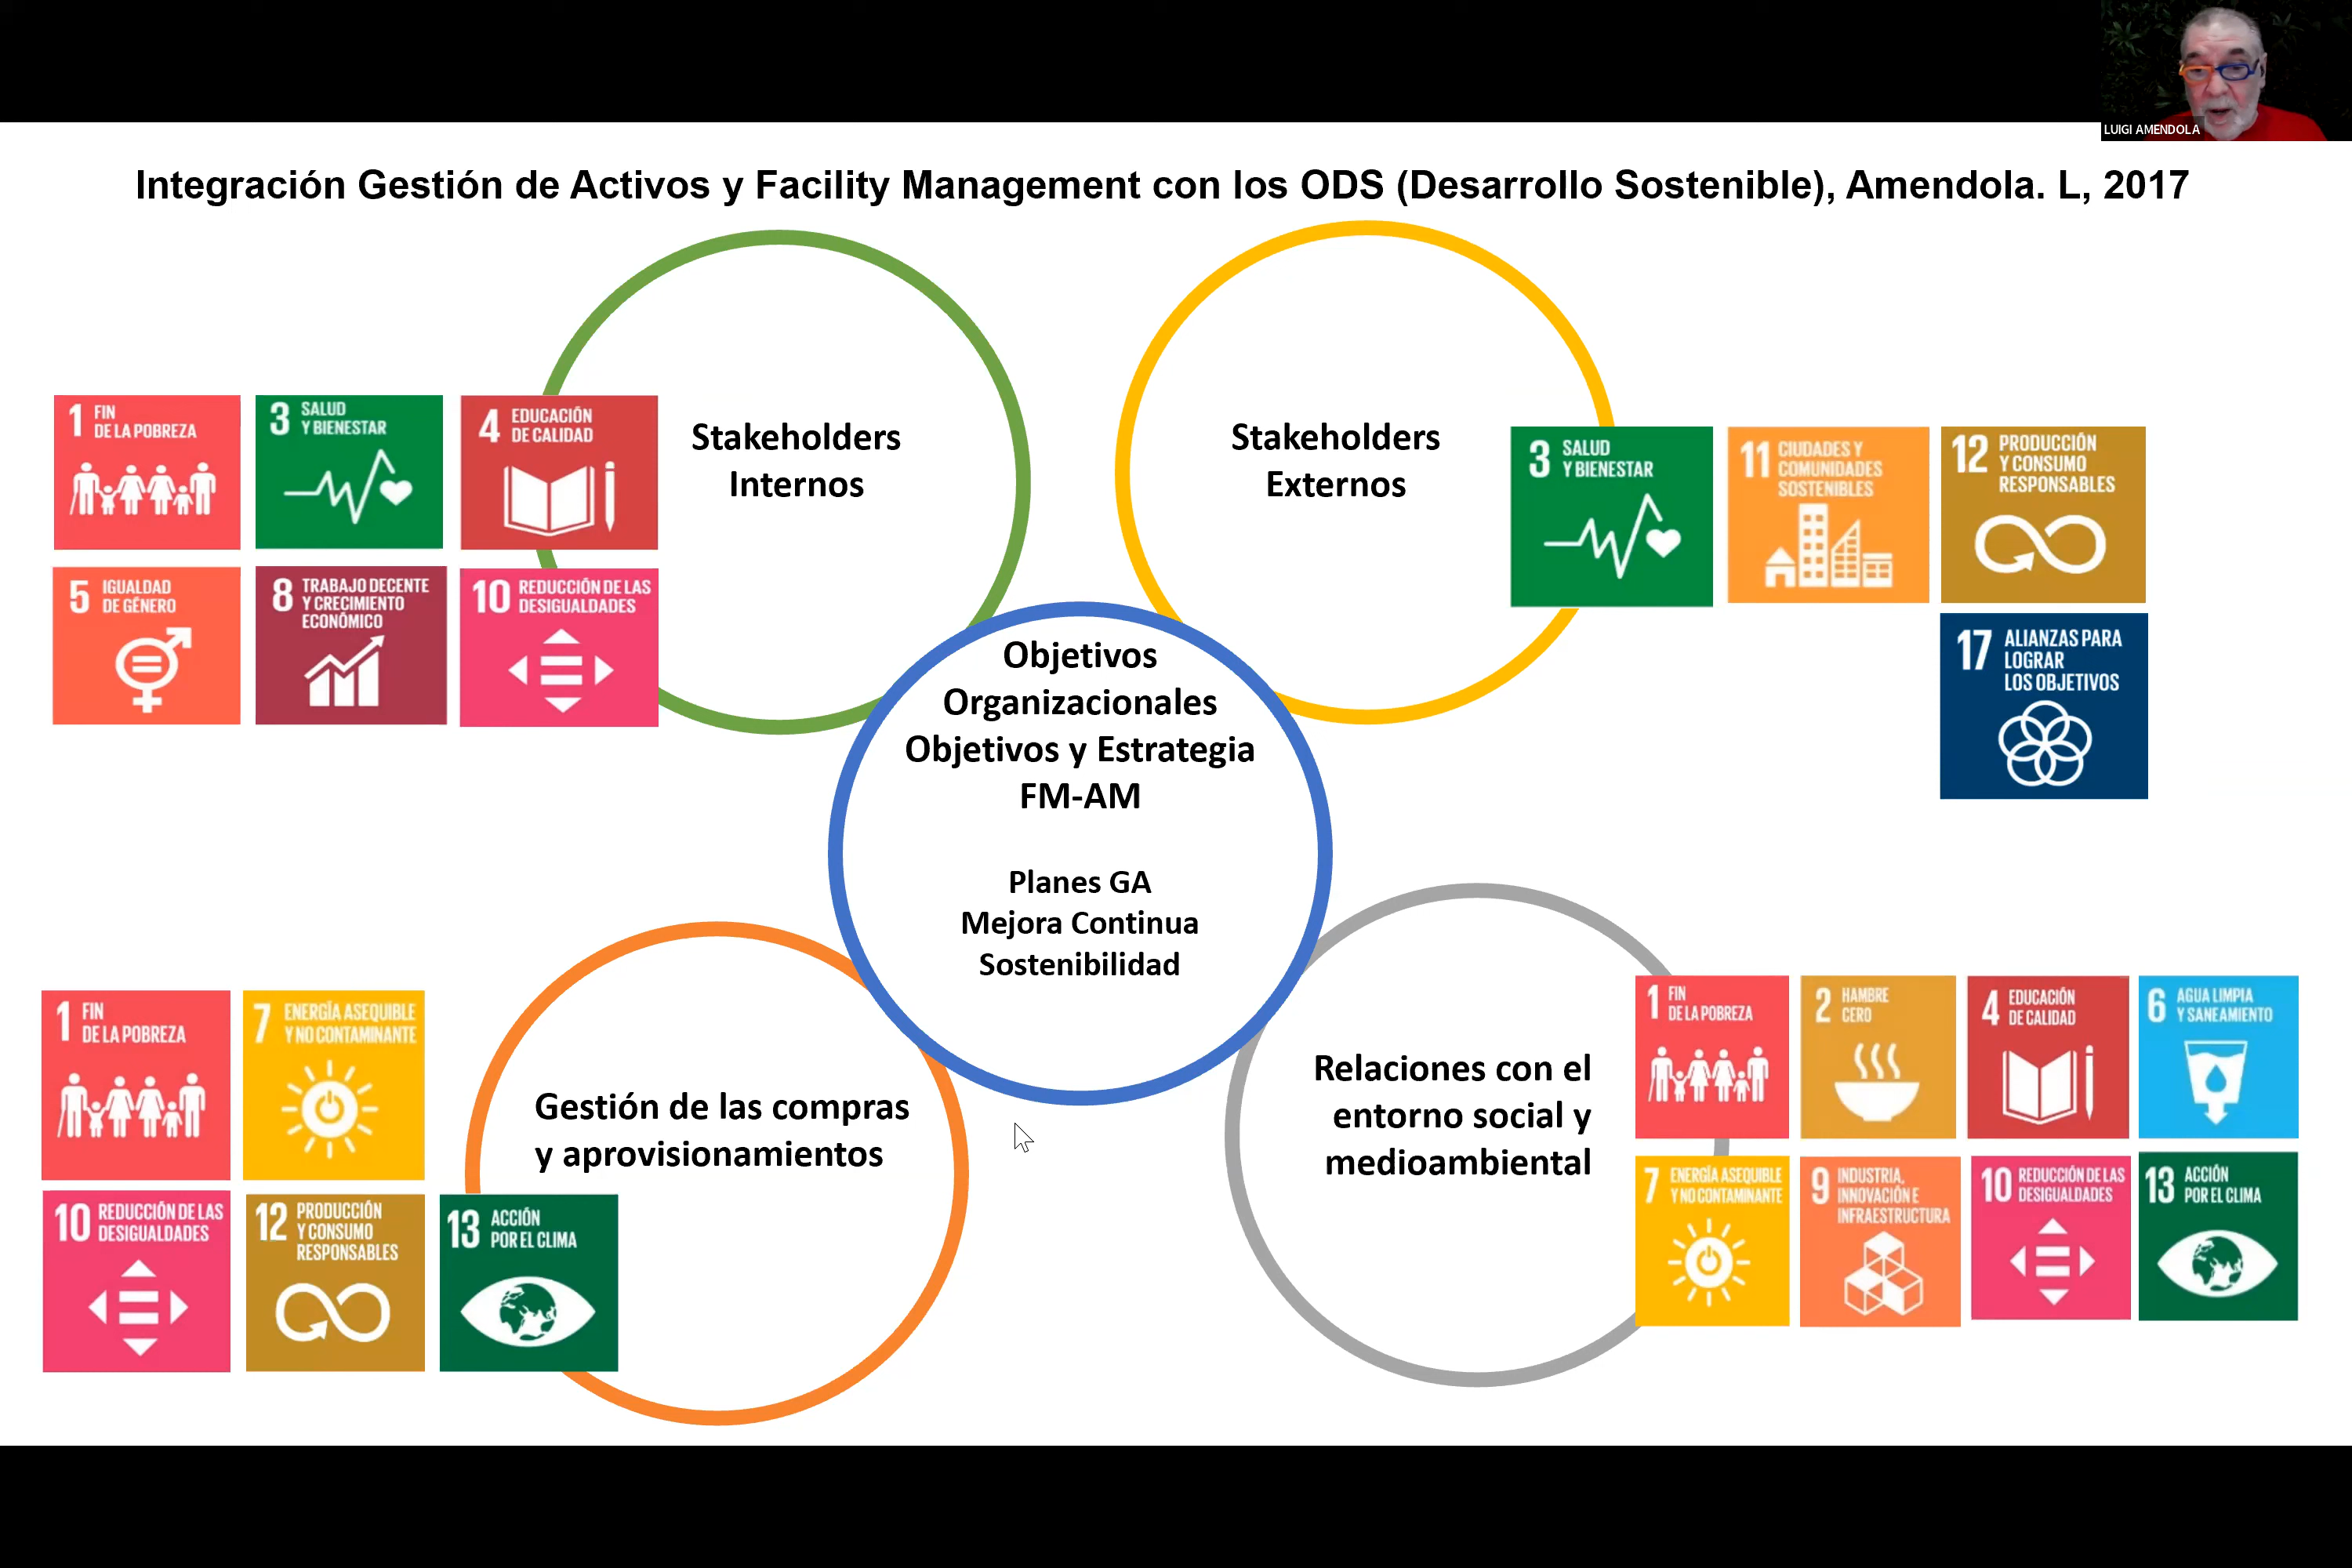 LUIGI AMENDOLA
Integración Gestión de Activos y Facility Management con los ODS (Desarrollo Sostenible), Amendola. L, 2017
1 FIN
DE LA POBREZA
3 SALUD
Y BIENESTAR
4 EDUCACIÓN
DE CALIDAD
5 IGUALDAD
DE GÉNERO
8 TRABAJO DECENTE
Y CRECIMIENTO
ECONÓMICO
10 REDUCCIÓN DE LAS
DESIGUALDADES
Stakeholders
Internos
Stakeholders
Externos
3 SALUD
Y BIENESTAR
11 CIUDADES Y
COMUNIDADES
SOSTENIBLES
12 PRODUCCIÓN
Y CONSUMO
RESPONSABLES
17 ALIANZAS PARA
LOGRAR
LOS OBJETIVOS
Objetivos
Organizacionales
Objetivos y Estrategia
FM-AM
Planes GA
Mejora Continua
Sostenibilidad
1 FIN
DE LA POBREZA
7 ENERGÍA ASEQUIBLE
Y NO CONTAMINANTE
10 REDUCCIÓN DE LAS
DESIGUALDADES
12 PRODUCCIÓN
Y CONSUMO
RESPONSABLES
13 ACCIÓN
POR EL CLIMA
Gestión de las compras
y aprovisionamientos
Relaciones con el
entorno social y
medioambiental
1 FIN
DE LA POBREZA
2 HAMBRE
CERO
4 EDUCACIÓN
DE CALIDAD
6 AGUA LIMPIA
Y SANEAMIENTO
7 ENERGÍA ASEQUIBLE
Y NO CONTAMINANTE
9 INDUSTRIA,
INNOVACIÓN E
INFRAESTRUCTURA
10 REDUCCIÓN DE LAS
DESIGUALDADES
13 ACCIÓN
POR EL CLIMA